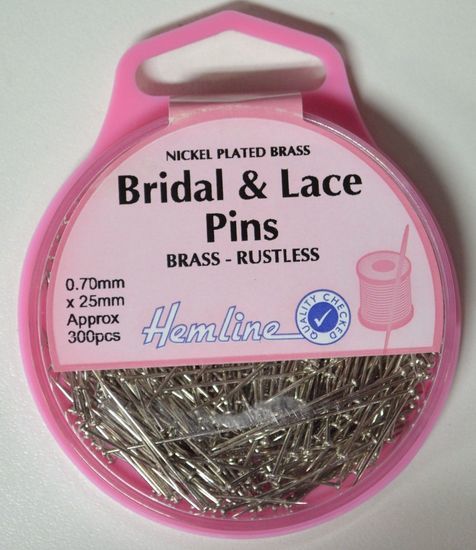 NICKEL PLATED BRASS
Bridal & Lace
Pins
BRASS - RUSTLESS
0.70mm
x 25mm
Approx
300pcs
Hemline
QUALITY CHECKED